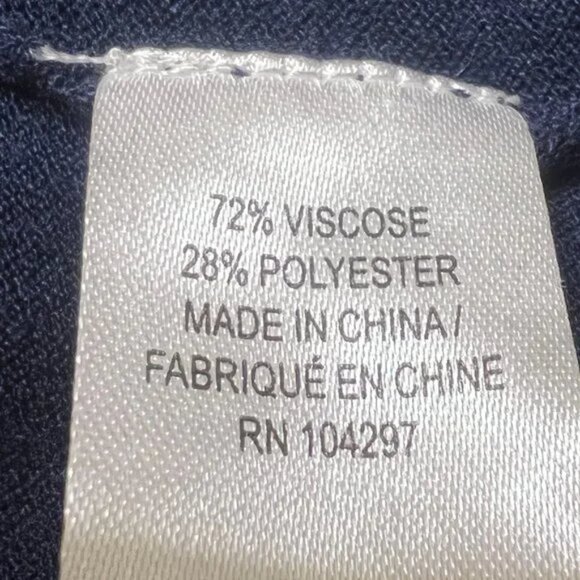 72% VISCOSE
28% POLYESTER
MADE IN CHINA /
FABRIQUÉ EN CHINE
RN 104297